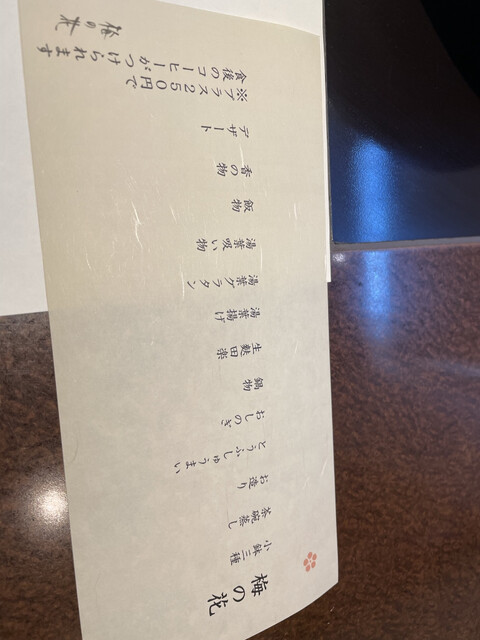 梅の花
小鉢三種
茶碗蒸し
お造り
とうふしゅうまい
おしのぎ
鍋物
生麩田楽
湯葉揚げ
湯葉グラタン
湯葉吸い物
飯物
香の物
デザート
※プラス250円で
食後のコーヒーがつけられます
梅の花